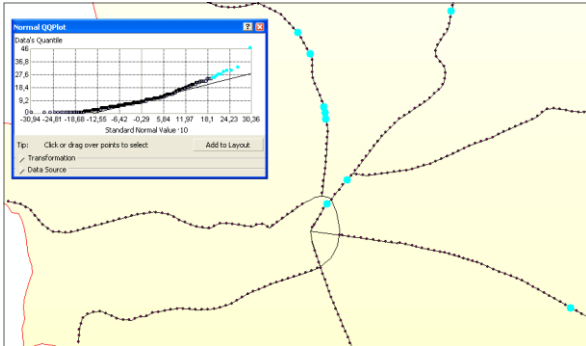 Normal QQPlot
Data's Quantile
46
36,8
27,6
18,4
9,2
0
-30,94 -24,81 -18,68 -12,55 -6,42 -0,29 5,84 11,97 18,1 24,23 30,36
Standard Normal Value *10
Tip: Click or drag over points to select Add to Layout
Transformation
Data Source